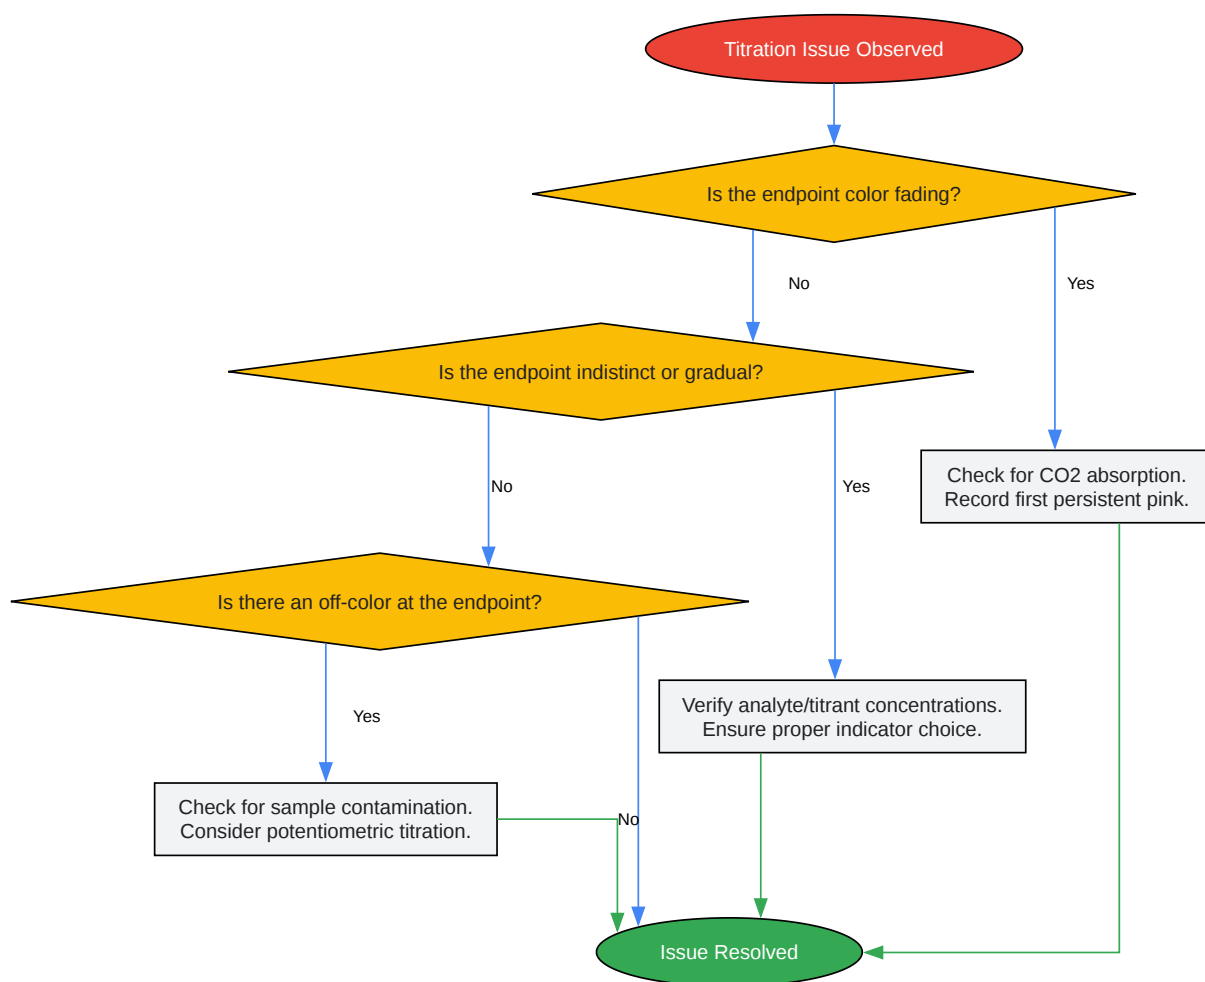 Titration Issue Observed
Is the endpoint color fading?
No
Yes
Is the endpoint indistinct or gradual?
Check for CO2 absorption.
Record first persistent pink.
No
Yes
Is there an off-color at the endpoint?
Verify analyte/titrant concentrations.
Ensure proper indicator choice.
Yes
Check for sample contamination.
Consider potentiometric titration.
No
Issue Resolved